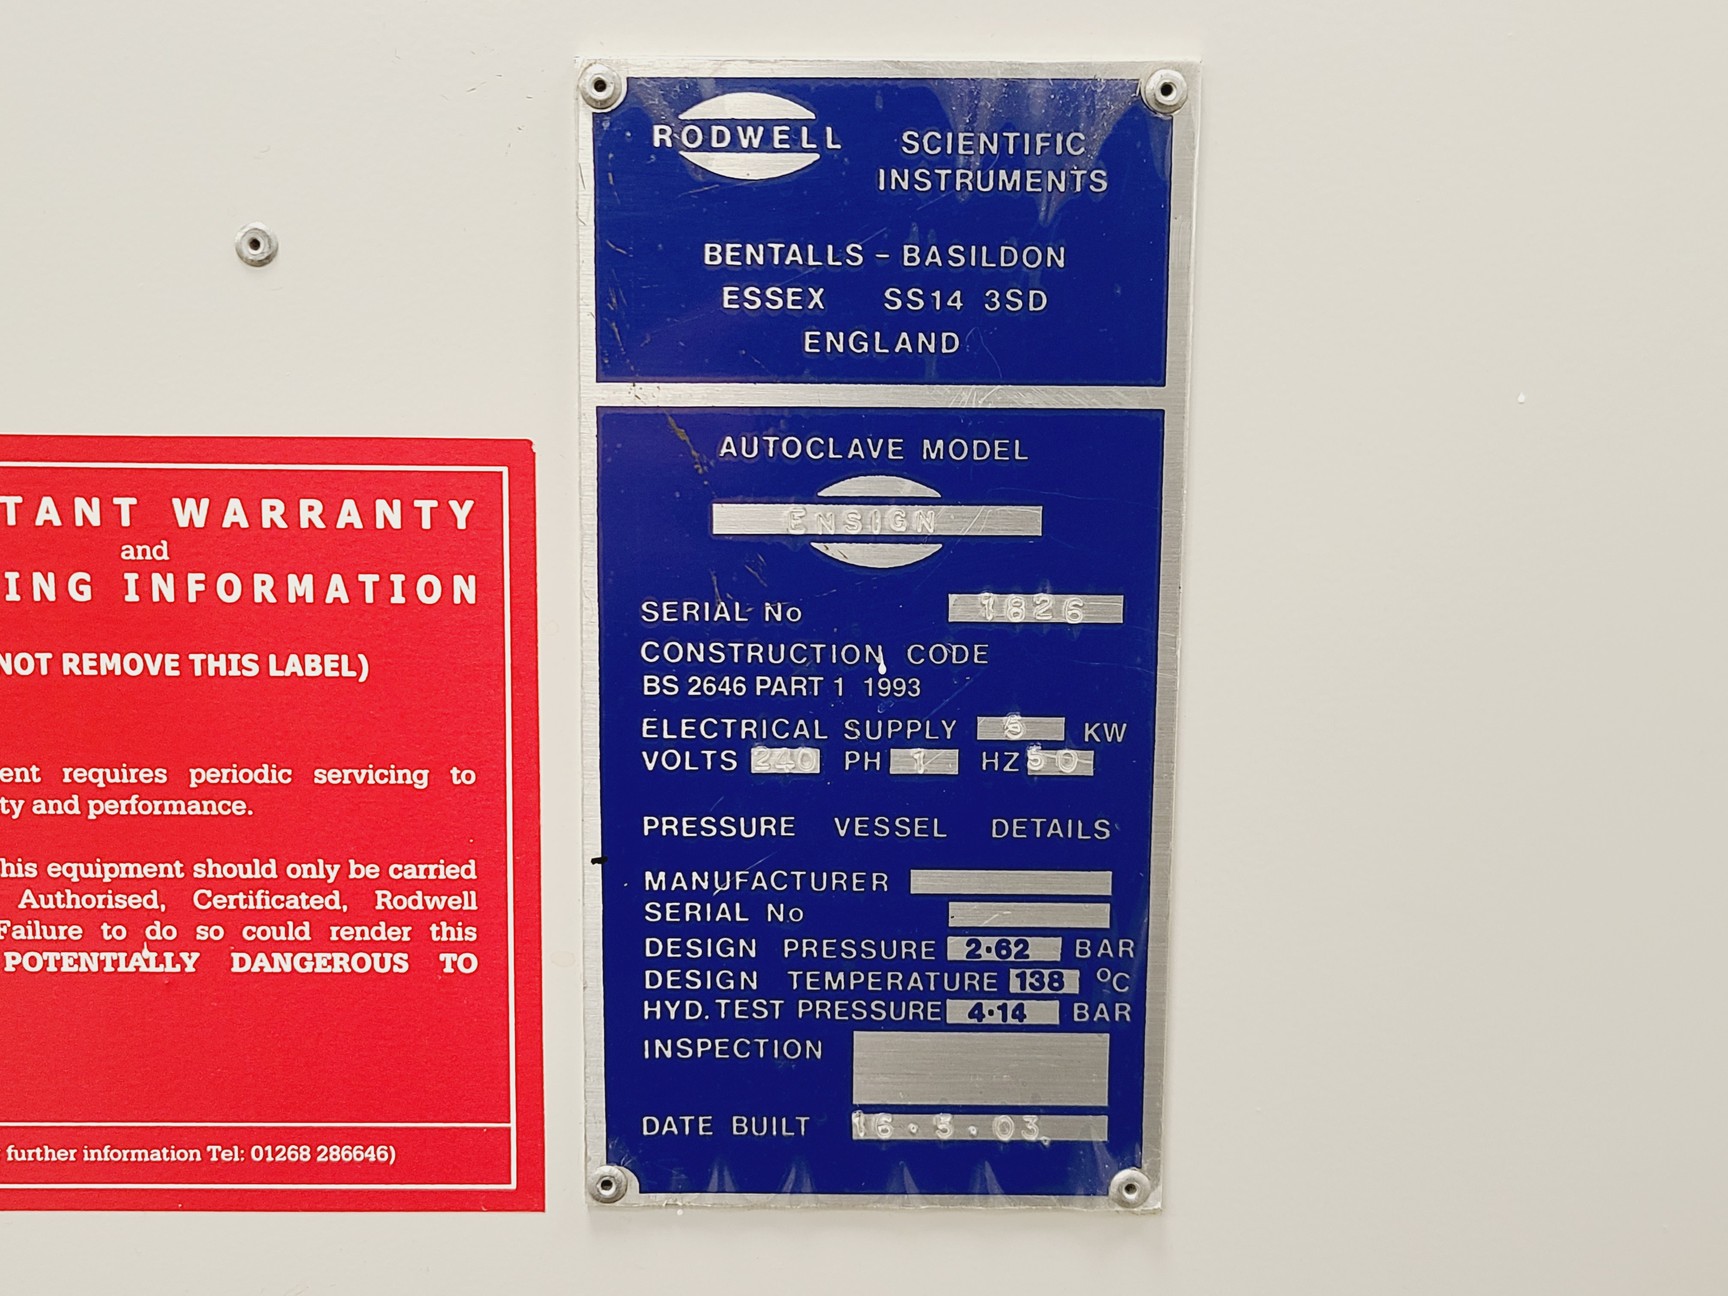 RODWELL
SCIENTIFIC
INSTRUMENTS
BENTALLS - BASILDON
ESSEX SS14 3SD
ENGLAND
AUTOCLAVE MODEL
ENSIGN
SERIAL No 1826
CONSTRUCTION CODE
BS 2646 PART 1 1993
ELECTRICAL SUPPLY KW
VOLTS 240 PH 1 HZ 50
PRESSURE VESSEL DETAILS
MANUFACTURER
SERIAL No
DESIGN PRESSURE 2·62 BAR
DESIGN TEMPERATURE 138 °C
HYD. TEST PRESSURE 4·14 BAR
INSPECTION
DATE BUILT 16.5.03.
TANT WARRANTY
and
ING INFORMATION
NOT REMOVE THIS LABEL)
ent requires periodic servicing to
ty and performance.
his equipment should only be carried
Authorised, Certificated, Rodwell
Failure to do so could render this
POTENTIALLY DANGEROUS TO
further information Tel: 01268 286646)